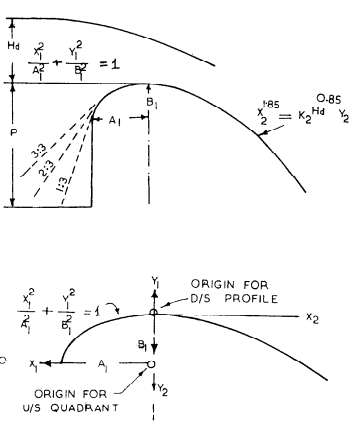 Hd
X₁²/A₁² + Y₁²/B₁² = 1
B₁
X₂^1.85 = K₂ Hd^0.85 Y₂
P
A₁
3:3
2:3
1:3
Y₁
ORIGIN FOR
D/S PROFILE
X₁²/A₁² + Y₁²/B₁² = 1
X₂
B₁
X₁
A₁
Y₂
ORIGIN FOR
U/S QUADRANT